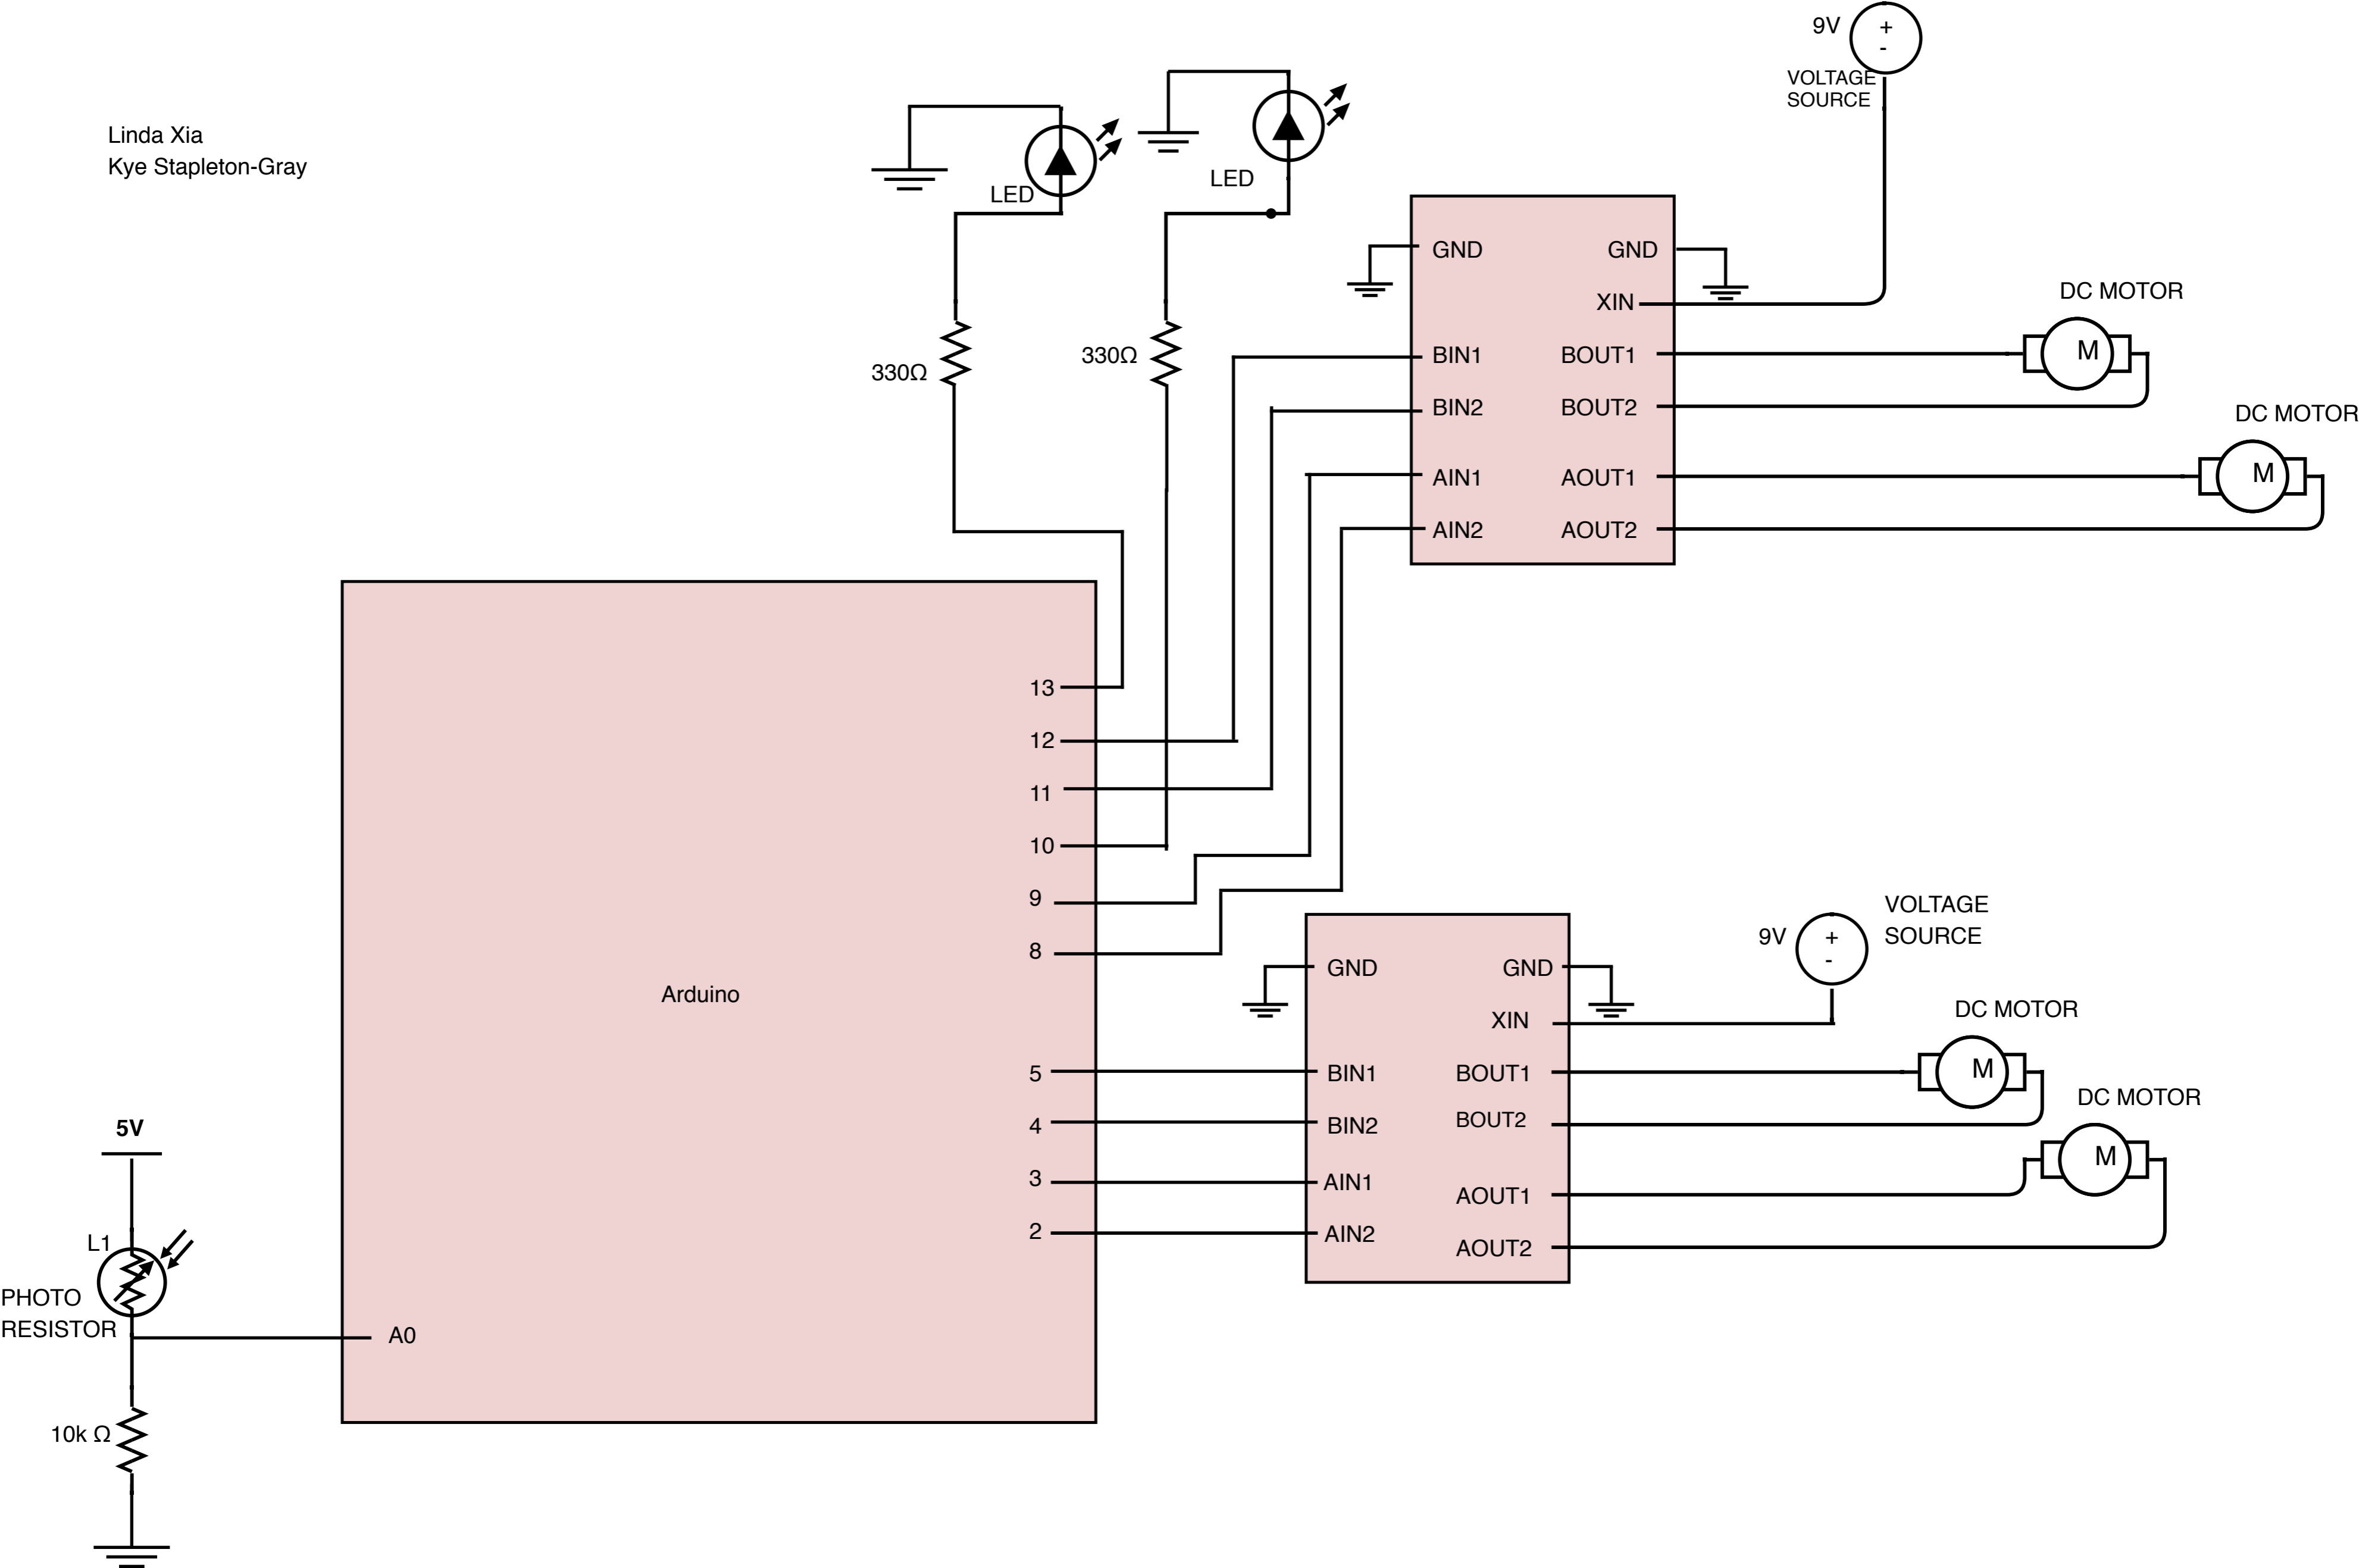 Linda Xia
Kye Stapleton-Gray
LED
LED
330Ω
330Ω
9V
+
-
VOLTAGE
SOURCE
GND
GND
XIN
BIN1
BOUT1
BIN2
BOUT2
AIN1
AOUT1
AIN2
AOUT2
DC MOTOR
M
DC MOTOR
M
Arduino
13
12
11
10
9
8
5
4
3
2
A0
GND
GND
XIN
BIN1
BOUT1
BIN2
BOUT2
AIN1
AOUT1
AIN2
AOUT2
9V
+
-
VOLTAGE
SOURCE
DC MOTOR
M
DC MOTOR
M
5V
L1
PHOTO
RESISTOR
10k Ω